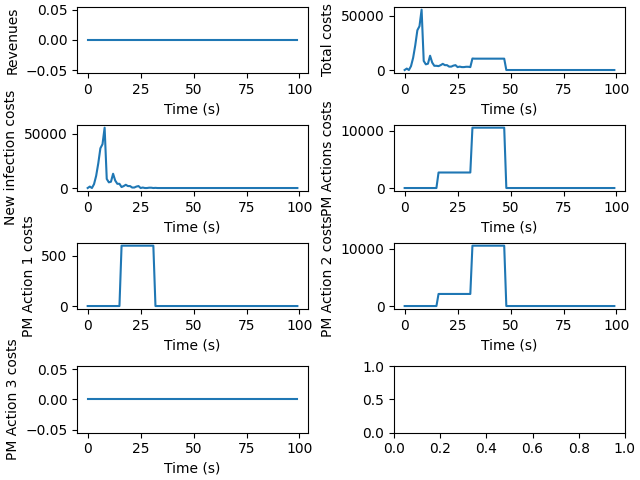 Revenues
0.05
0.00
−0.05
0 25 50 75 100
Time (s)
Total costs
50000
0
0 25 50 75 100
Time (s)
New infection costs
50000
0
0 25 50 75 100
Time (s)
PM Actions costs
10000
0
0 25 50 75 100
Time (s)
PM Action 1 costs
500
0
0 25 50 75 100
Time (s)
PM Action 2 costs
10000
0
0 25 50 75 100
Time (s)
PM Action 3 costs
0.05
0.00
−0.05
0 25 50 75 100
Time (s)
1.0
0.5
0.0
0.0 0.2 0.4 0.6 0.8 1.0